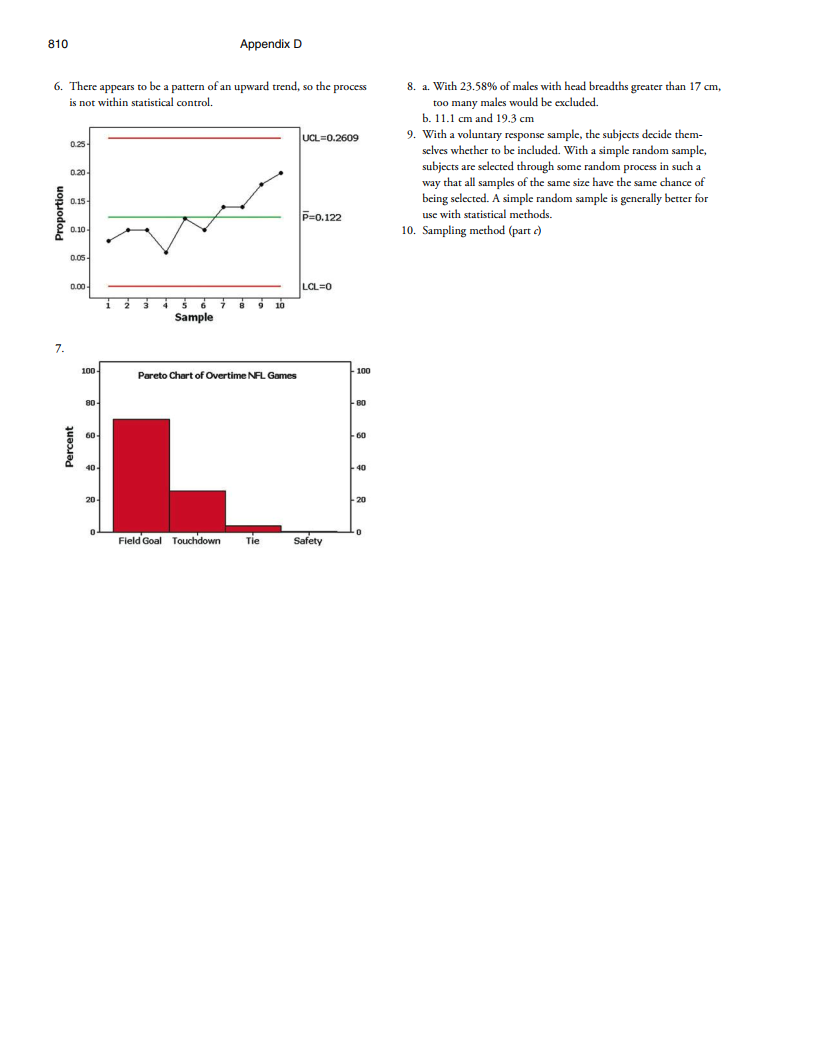 810
Appendix D
6. There appears to be a pattern of an upward trend, so the process
is not within statistical control.
0.25
0.20
0.15
0.10
0.05
0.00
Proportion
UCL=0.2609
P̅=0.122
LCL=0
1 2 3 4 5 6 7 8 9 10
Sample
7.
Pareto Chart of Overtime NFL Games
100
80
60
40
20
0
Percent
100
80
60
40
20
0
Field Goal Touchdown Tie Safety
8. a. With 23.58% of males with head breadths greater than 17 cm,
too many males would be excluded.
b. 11.1 cm and 19.3 cm
9. With a voluntary response sample, the subjects decide them-
selves whether to be included. With a simple random sample,
subjects are selected through some random process in such a
way that all samples of the same size have the same chance of
being selected. A simple random sample is generally better for
use with statistical methods.
10. Sampling method (part c)